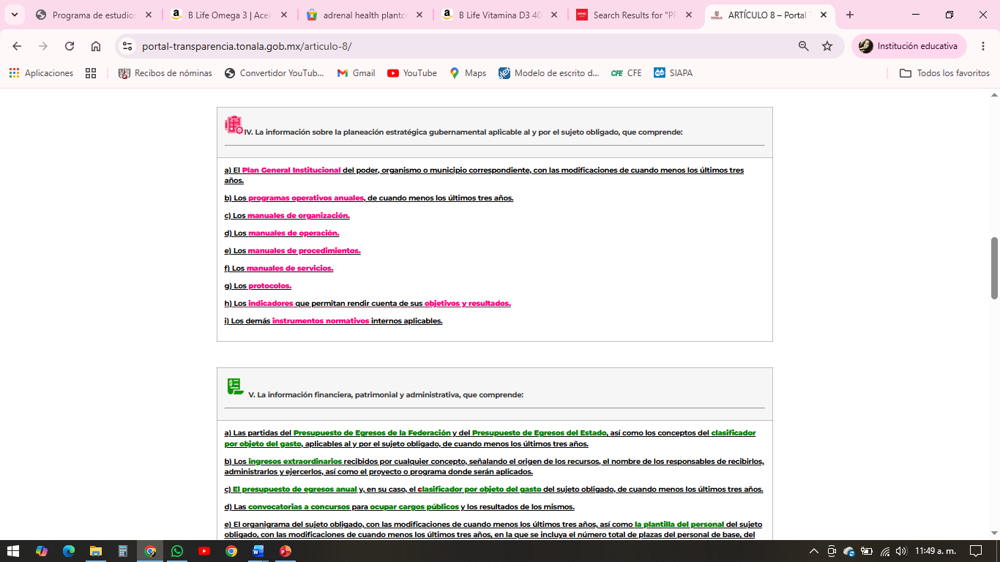 Programa de estudios
B Life Omega 3 | Acei
adrenal health plantc
B Life Vitamina D3 40
Search Results for "PR
ARTÍCULO 8 – Portal T
portal-transparencia.tonala.gob.mx/articulo-8/
Institución educativa
Aplicaciones
Recibos de nóminas
Convertidor YouTub...
Gmail
YouTube
Maps
Modelo de escrito d...
CFE
CFE
SIAPA
Todos los favoritos
IV. La información sobre la planeación estratégica gubernamental aplicable al y por el sujeto obligado, que comprende:
a) El Plan General Institucional del poder, organismo o municipio correspondiente, con las modificaciones de cuando menos los últimos tres
años.
b) Los programas operativos anuales, de cuando menos los últimos tres años.
c) Los manuales de organización.
d) Los manuales de operación.
e) Los manuales de procedimientos.
f) Los manuales de servicios.
g) Los protocolos.
h) Los indicadores que permitan rendir cuenta de sus objetivos y resultados.
i) Los demás instrumentos normativos internos aplicables.
V. La información financiera, patrimonial y administrativa, que comprende:
a) Las partidas del Presupuesto de Egresos de la Federación y del Presupuesto de Egresos del Estado, así como los conceptos del clasificador
por objeto del gasto, aplicables al y por el sujeto obligado, de cuando menos los últimos tres años.
b) Los ingresos extraordinarios recibidos por cualquier concepto, señalando el origen de los recursos, el nombre de los responsables de recibirlos,
administrarlos y ejercerlos, así como el proyecto o programa donde serán aplicados.
c) El presupuesto de egresos anual y, en su caso, el clasificador por objeto del gasto del sujeto obligado, de cuando menos los últimos tres años.
d) Las convocatorias a concursos para ocupar cargos públicos y los resultados de los mismos.
e) El organigrama del sujeto obligado, con las modificaciones de cuando menos los últimos tres años, así como la plantilla del personal del sujeto
obligado, con las modificaciones de cuando menos los últimos tres años, en la que se incluya el número total de plazas del personal de base, del
11:49 a. m.